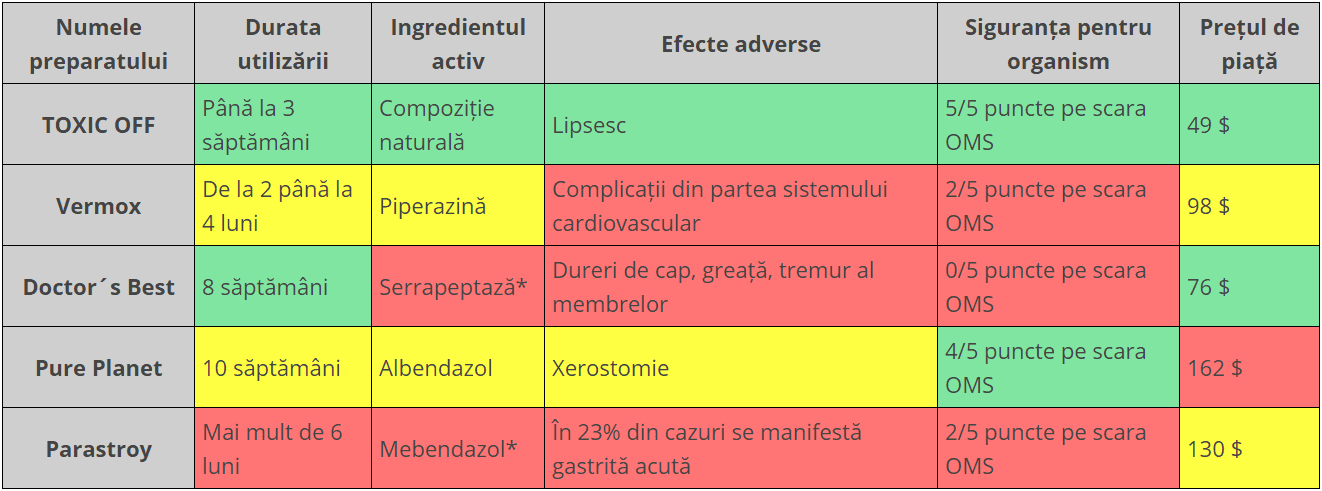 Numele preparatului
Durata utilizării
Ingredientul activ
Efecte adverse
Siguranța pentru organism
Prețul de piață
TOXIC OFF
Până la 3 săptămâni
Compoziție naturală
Lipsesc
5/5 puncte pe scara OMS
49 $
Vermox
De la 2 până la 4 luni
Piperazină
Complicații din partea sistemului cardiovascular
2/5 puncte pe scara OMS
98 $
Doctor´s Best
8 săptămâni
Serrapeptază*
Dureri de cap, greață, tremur al membrelor
0/5 puncte pe scara OMS
76 $
Pure Planet
10 săptămâni
Albendazol
Xerostomie
4/5 puncte pe scara OMS
162 $
Parastroy
Mai mult de 6 luni
Mebendazol*
În 23% din cazuri se manifestă gastrită acută
2/5 puncte pe scara OMS
130 $